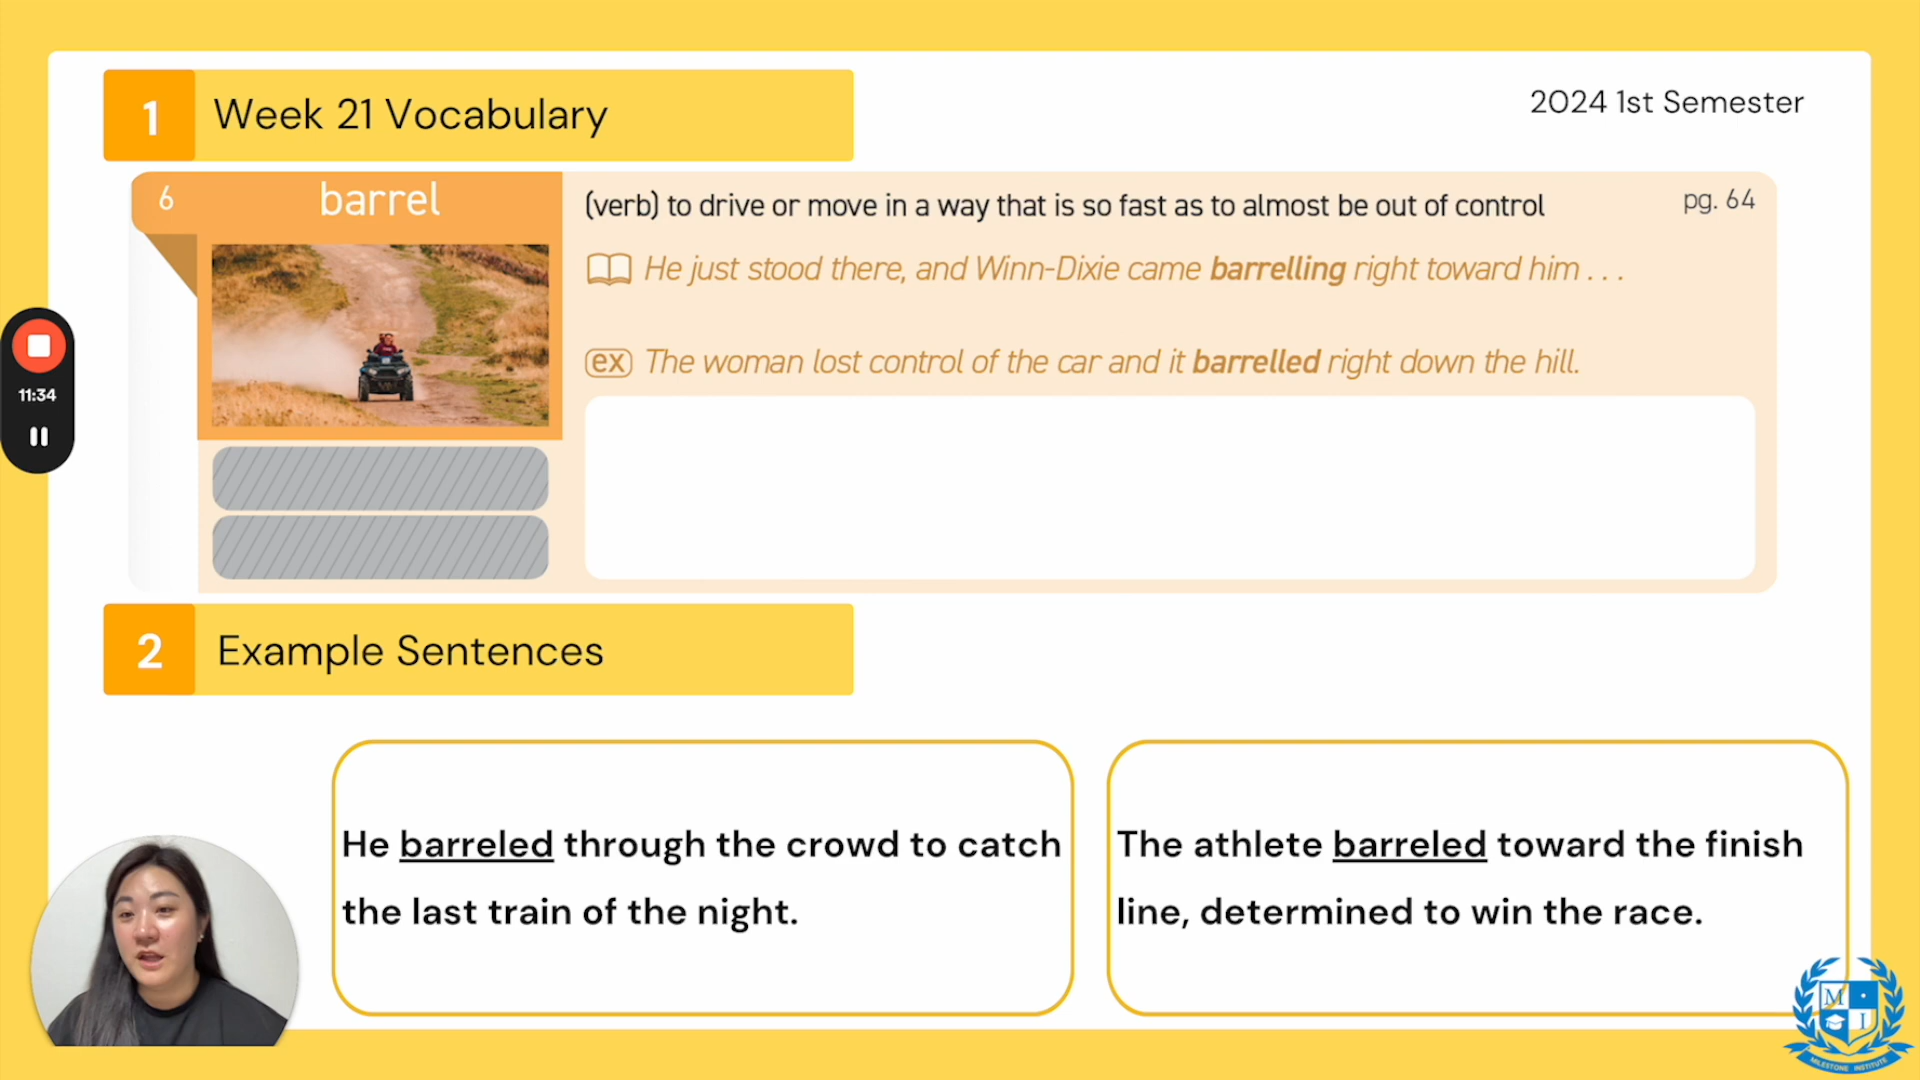 1 Week 21 Vocabulary
2024 1st Semester
6 barrel
(verb) to drive or move in a way that is so fast as to almost be out of control
pg. 64
He just stood there, and Winn-Dixie came barrelling right toward him . . .
ex The woman lost control of the car and it barrelled right down the hill.
11:34
2 Example Sentences
He barreled through the crowd to catch
the last train of the night.
The athlete barreled toward the finish
line, determined to win the race.
M
I
MILESTONE INSTITUTE